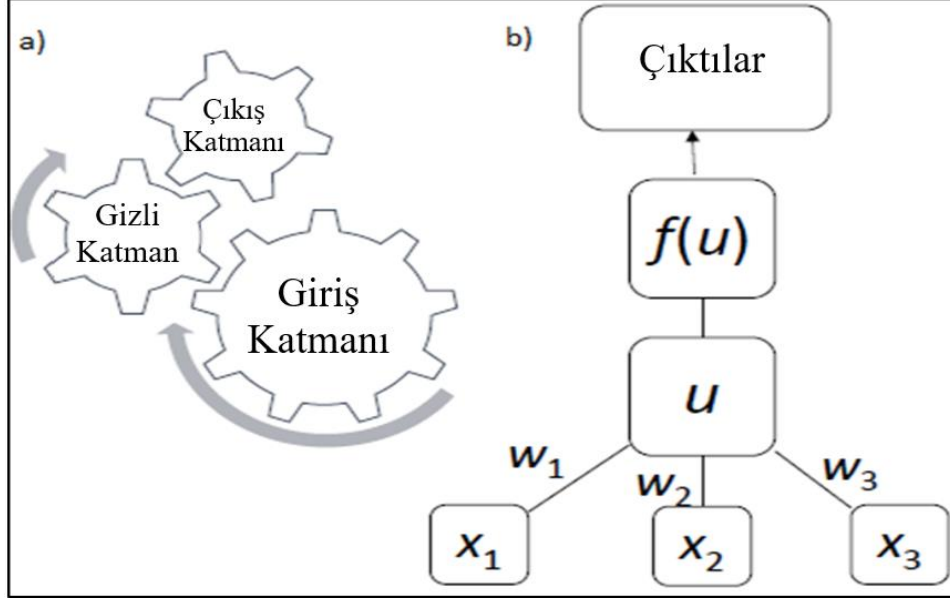 a)
Çıkış
Katmanı
Gizli
Katman
Giriş
Katmanı
b)
Çıktılar
f(u)
u
w₁
w₂
w₃
x₁
x₂
x₃